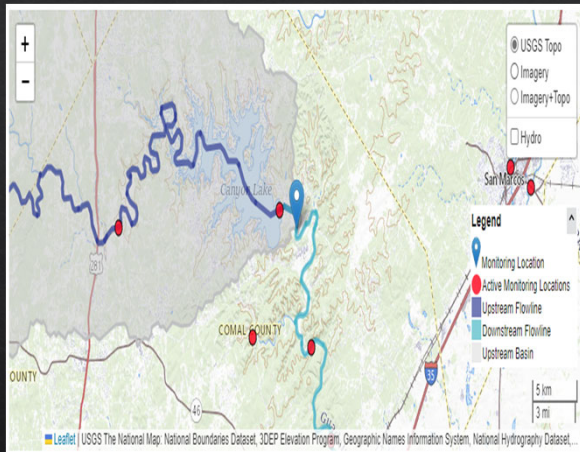 +
−
USGS Topo
Imagery
Imagery+Topo
Hydro
San Marcos
Canyon Lake
281
Legend
Monitoring Location
Active Monitoring Locations
Upstream Flowline
Downstream Flowline
Upstream Basin
COMAL COUNTY
OUNTY
35
46
5 km
3 mi
Leaflet | USGS The National Map: National Boundaries Dataset, 3DEP Elevation Program, Geographic Names Information System, National Hydrography Dataset,...